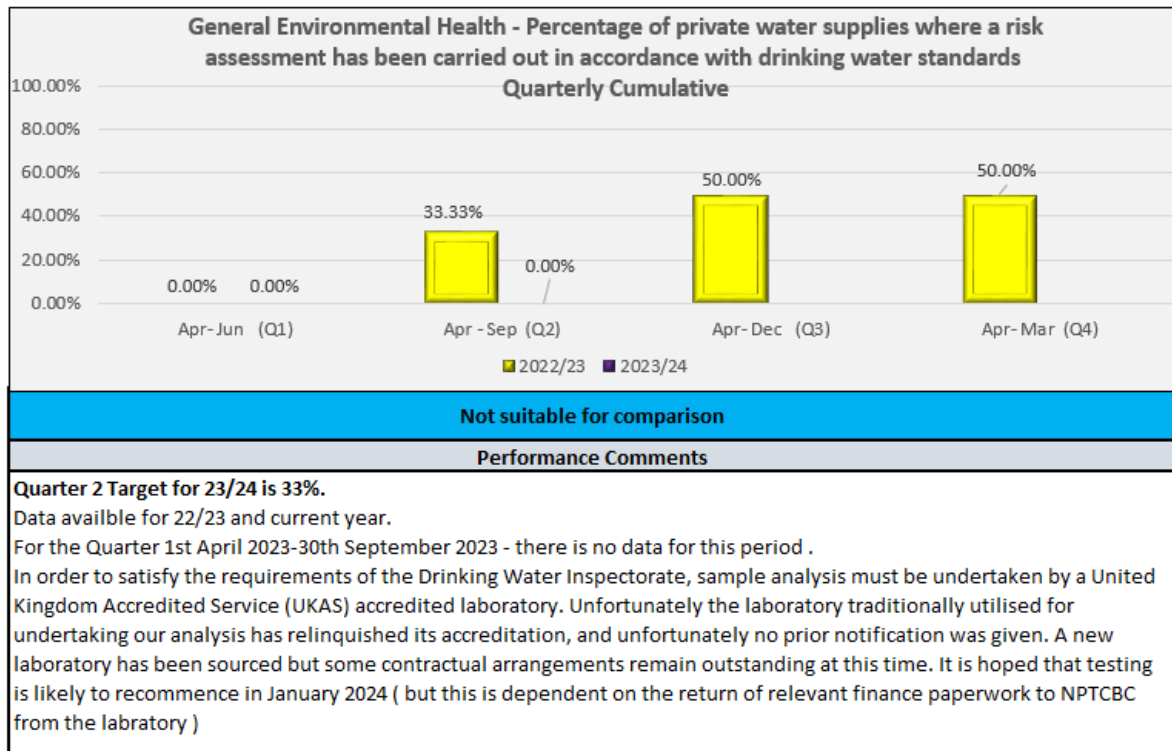 General Environmental Health - Percentage of private water supplies where a risk
assessment has been carried out in accordance with drinking water standards
Quarterly Cumulative
100.00%
80.00%
60.00%
40.00%
20.00%
0.00%
0.00%
0.00%
33.33%
0.00%
50.00%
50.00%
Apr-Jun (Q1)
Apr -Sep (Q2)
Apr-Dec (Q3)
Apr-Mar (Q4)
2022/23
2023/24
Not suitable for comparison
Performance Comments
Quarter 2 Target for 23/24 is 33%.
Data availble for 22/23 and current year.
For the Quarter 1st April 2023-30th September 2023 - there is no data for this period .
In order to satisfy the requirements of the Drinking Water Inspectorate, sample analysis must be undertaken by a United
Kingdom Accredited Service (UKAS) accredited laboratory. Unfortunately the laboratory traditionally utilised for
undertaking our analysis has relinquished its accreditation, and unfortunately no prior notification was given. A new
laboratory has been sourced but some contractual arrangements remain outstanding at this time. It is hoped that testing
is likely to recommence in January 2024 ( but this is dependent on the return of relevant finance paperwork to NPTCBC
from the labratory )